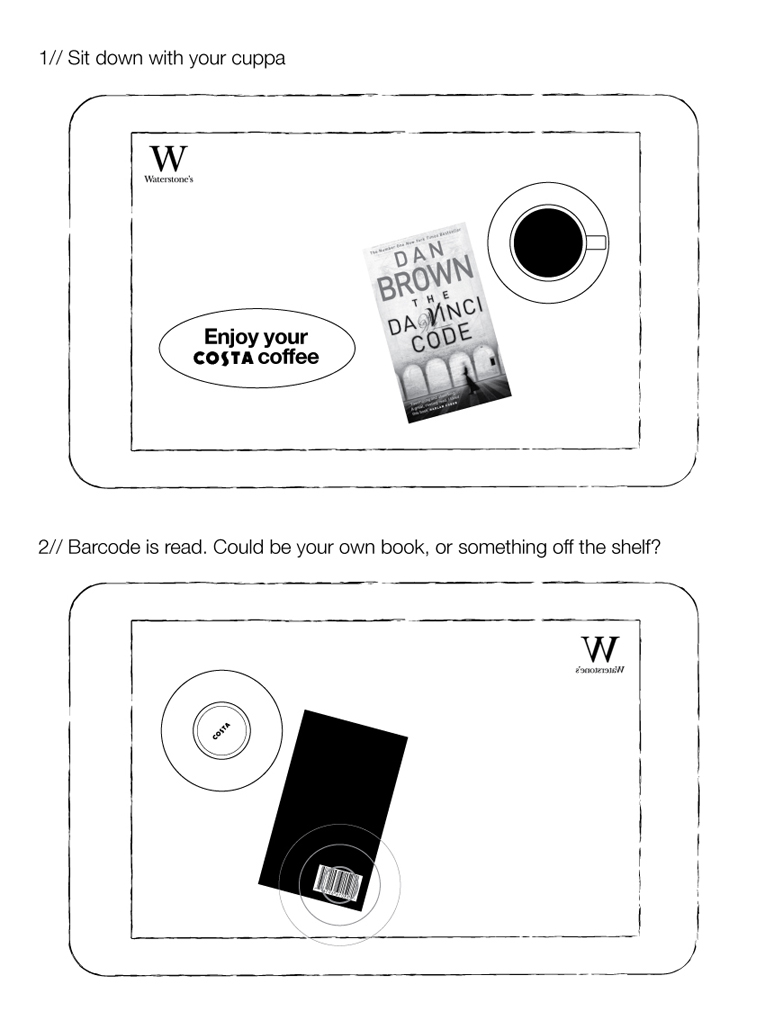 1// Sit down with your cuppa
W
Waterstone's
The Number One New York Times Bestseller
DAN
BROWN
THE
DA VINCI
CODE
Enjoy your
COSTA coffee
2// Barcode is read. Could be your own book, or something off the shelf?
W
Waterstone's
COSTA